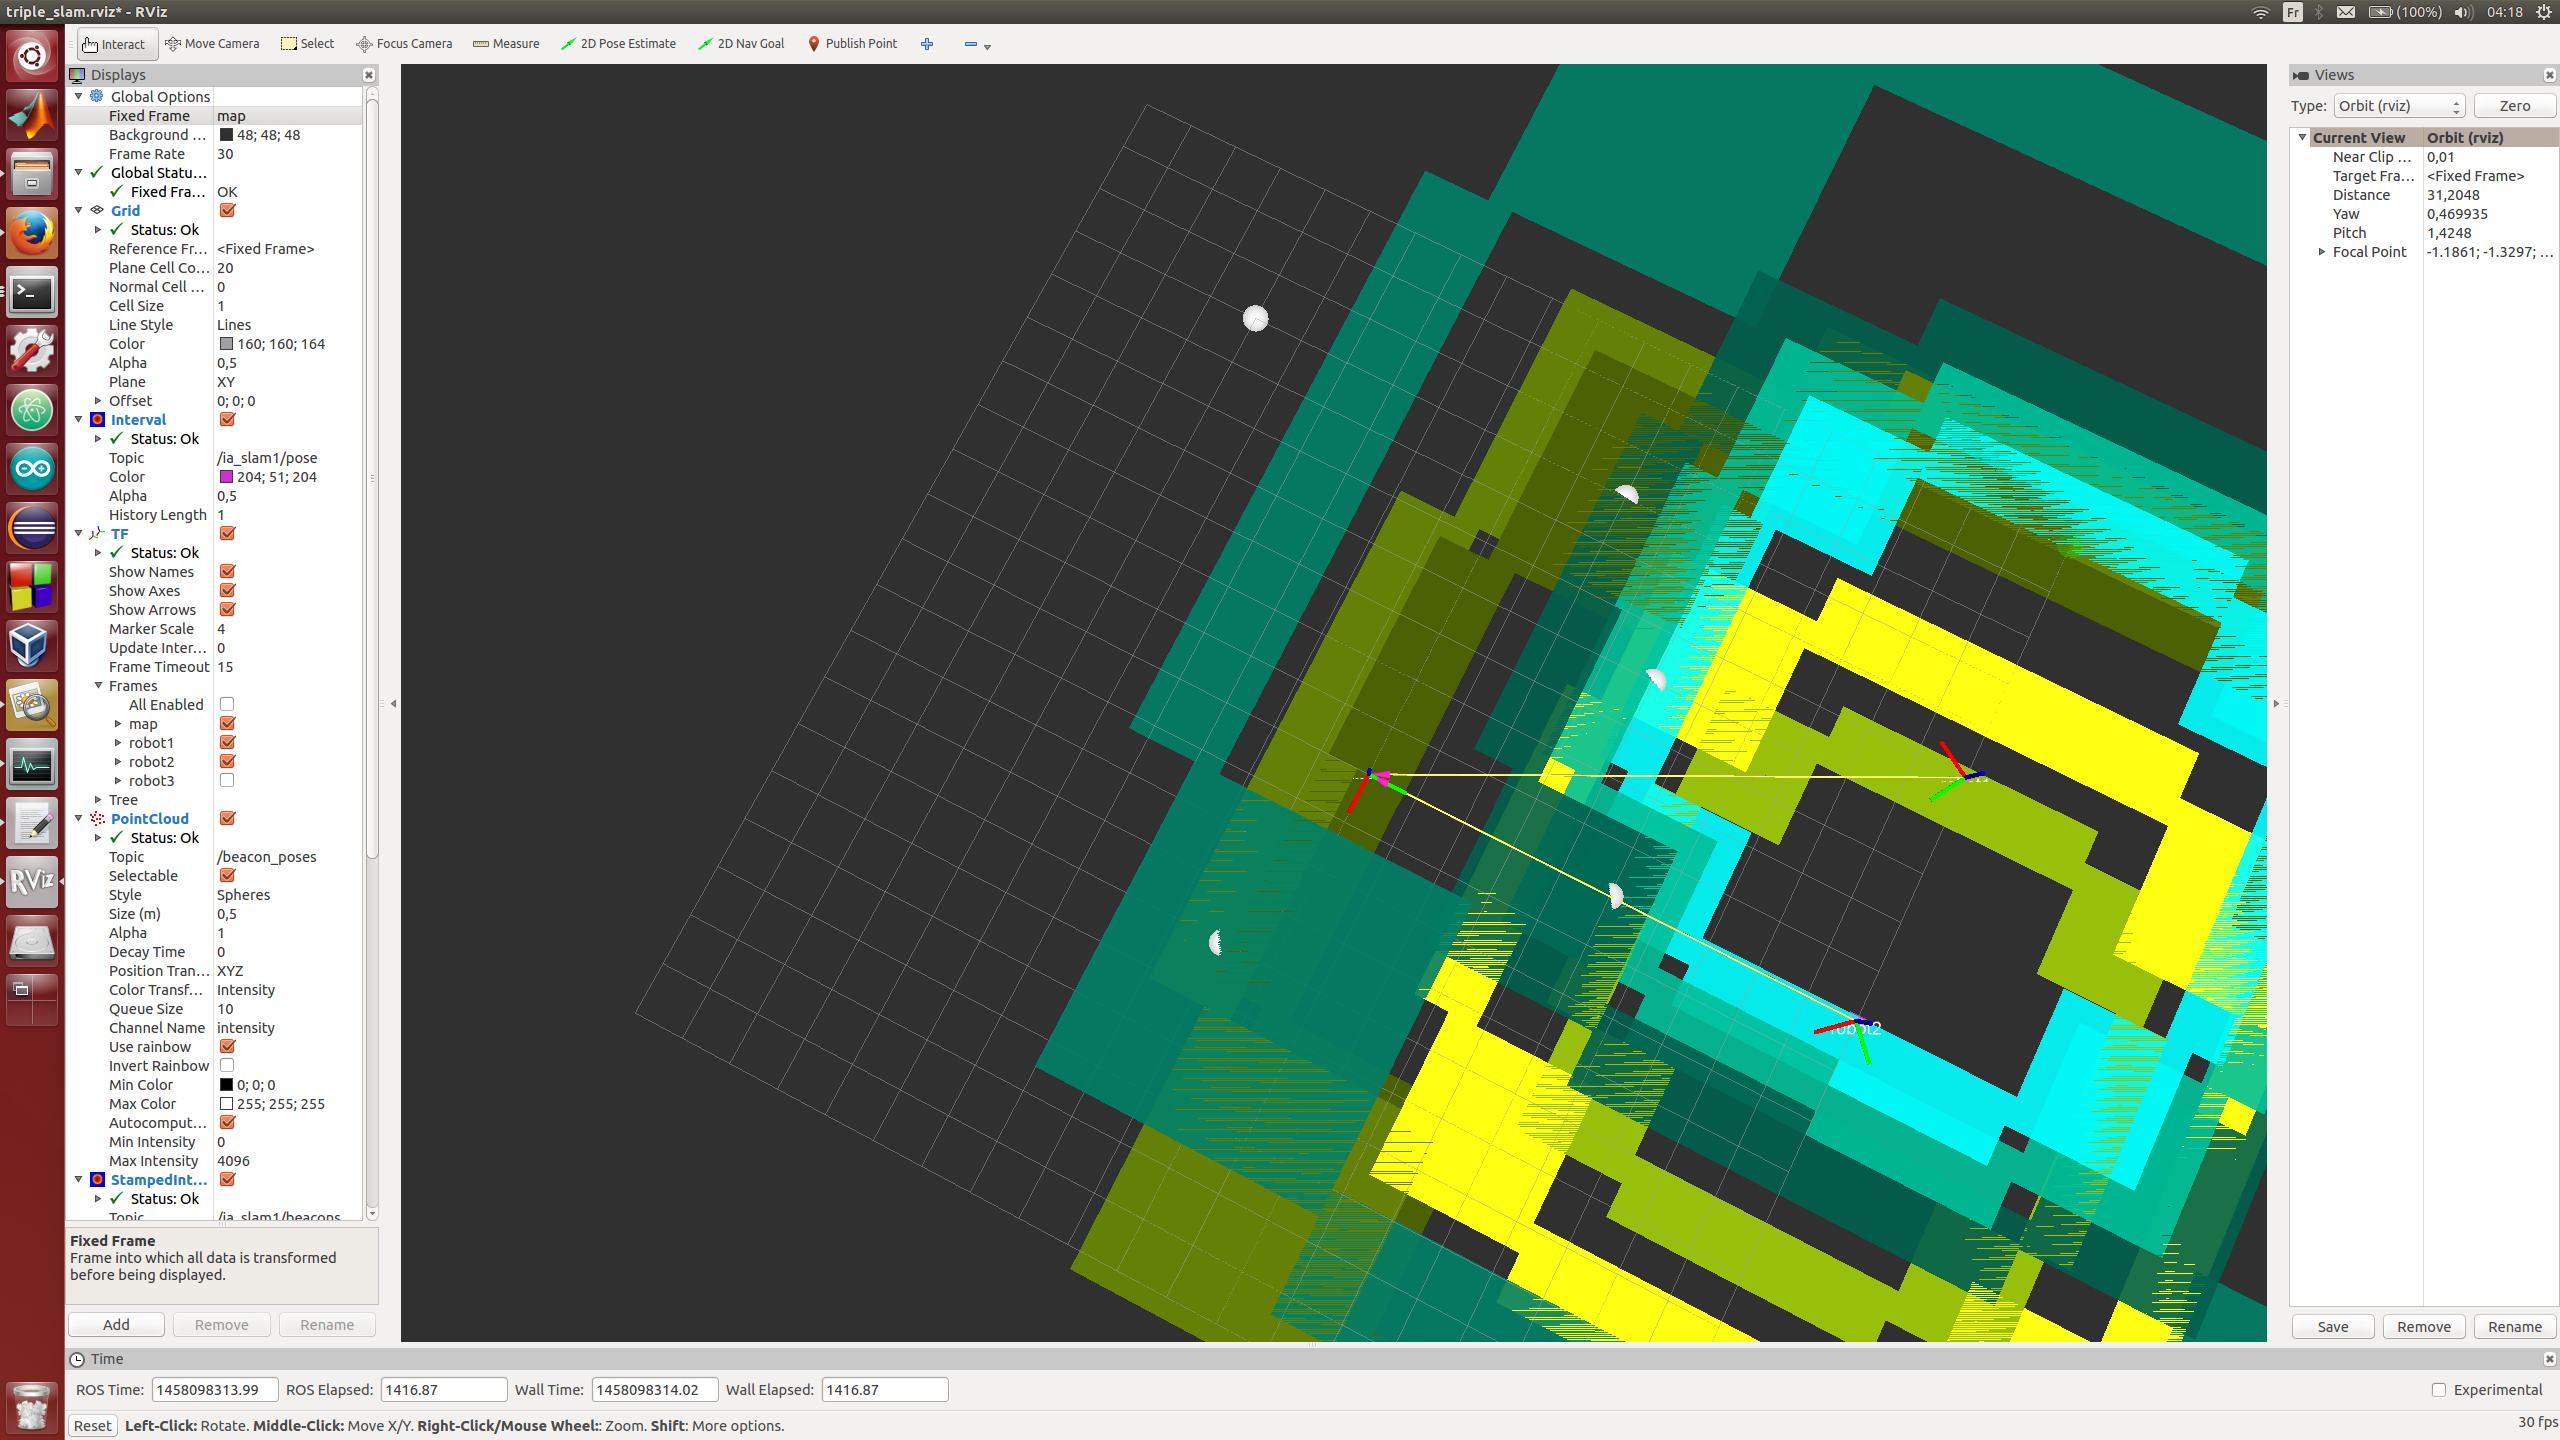 triple_slam.rviz* - RViz
Fr (100%) 04:18
Interact Move Camera Select Focus Camera Measure 2D Pose Estimate 2D Nav Goal Publish Point
Displays
Global Options
Fixed Frame map
Background ... 48; 48; 48
Frame Rate 30
Global Statu...
Fixed Fra... OK
Grid
Status: Ok
Reference Fr... <Fixed Frame>
Plane Cell Co... 20
Normal Cell ... 0
Cell Size 1
Line Style Lines
Color 160; 160; 164
Alpha 0,5
Plane XY
Offset 0; 0; 0
Interval
Status: Ok
Topic /ia_slam1/pose
Color 204; 51; 204
Alpha 0,5
History Length 1
TF
Status: Ok
Show Names
Show Axes
Show Arrows
Marker Scale 4
Update Inter... 0
Frame Timeout 15
Frames
All Enabled
map
robot1
robot2
robot3
Tree
PointCloud
Status: Ok
Topic /beacon_poses
Selectable
Style Spheres
Size (m) 0,5
Alpha 1
Decay Time 0
Position Tran... XYZ
Color Transf... Intensity
Queue Size 10
Channel Name intensity
Use rainbow
Invert Rainbow
Min Color 0; 0; 0
Max Color 255; 255; 255
Autocomput...
Min Intensity 0
Max Intensity 4096
StampedInt...
Status: Ok
Topic /ia_slam1/beacons
Fixed Frame
Frame into which all data is transformed
before being displayed.
Add Remove Rename
robot2
Views
Type: Orbit (rviz) Zero
Current View Orbit (rviz)
Near Clip ... 0,01
Target Fra... <Fixed Frame>
Distance 31,2048
Yaw 0,469935
Pitch 1,4248
Focal Point -1.1861; -1.3297; ...
Save Remove Rename
Time
ROS Time: 1458098313.99 ROS Elapsed: 1416.87 Wall Time: 1458098314.02 Wall Elapsed: 1416.87 Experimental
Reset Left-Click: Rotate. Middle-Click: Move X/Y. Right-Click/Mouse Wheel:: Zoom. Shift: More options. 30 fps
RViz